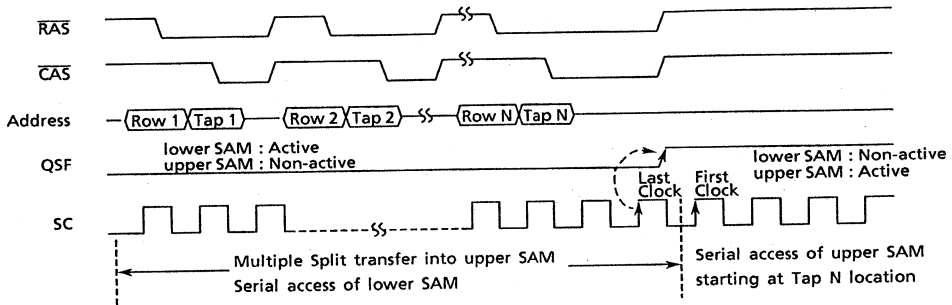 RAS
CAS
Address
Row 1 Tap 1 Row 2 Tap 2 Row N Tap N
lower SAM : Active
upper SAM : Non-active
QSF
lower SAM : Non-active
upper SAM : Active
Last
Clock
First
Clock
SC
Multiple Split transfer into upper SAM
Serial access of lower SAM
Serial access of upper SAM
starting at Tap N location